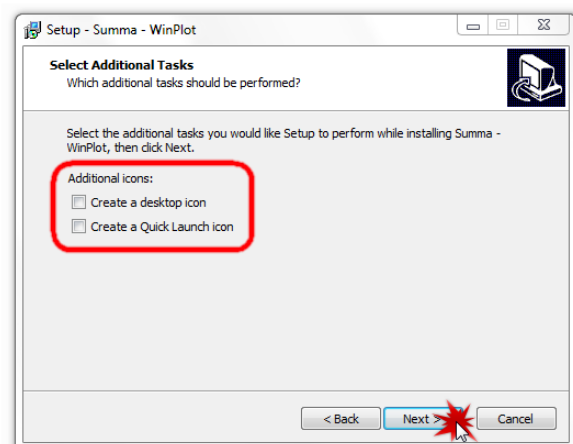 Setup - Summa - WinPlot
Select Additional Tasks
Which additional tasks should be performed?
Select the additional tasks you would like Setup to perform while installing Summa -
WinPlot, then click Next.
Additional icons:
Create a desktop icon
Create a Quick Launch icon
< Back
Next >
Cancel